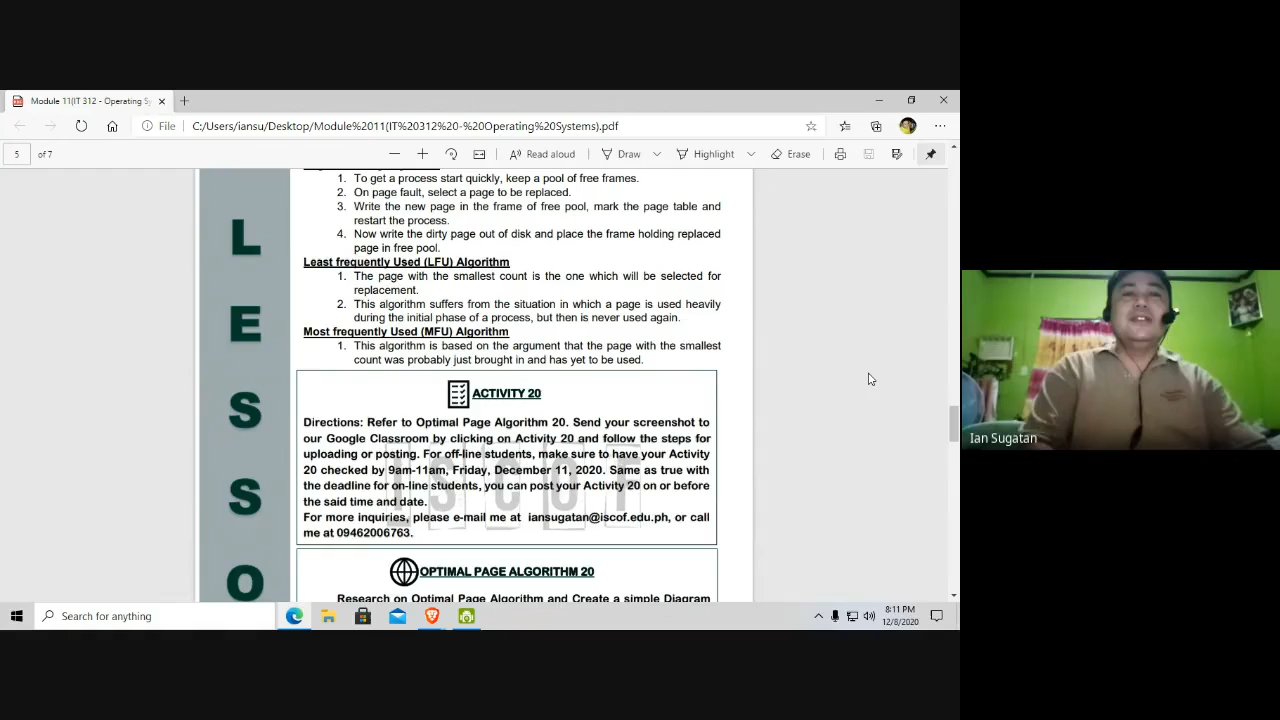 Module 11(IT 312 - Operating Sy
File C:/Users/iansu/Desktop/Module%2011(IT%20312%20-%20Operating%20Systems).pdf
5 of 7 Read aloud Draw Highlight Erase
1. To get a process start quickly, keep a pool of free frames.
2. On page fault, select a page to be replaced.
3. Write the new page in the frame of free pool, mark the page table and
restart the process.
4. Now write the dirty page out of disk and place the frame holding replaced
page in free pool.
Least frequently Used (LFU) Algorithm
1. The page with the smallest count is the one which will be selected for
replacement.
2. This algorithm suffers from the situation in which a page is used heavily
during the initial phase of a process, but then is never used again.
Most frequently Used (MFU) Algorithm
1. This algorithm is based on the argument that the page with the smallest
count was probably just brought in and has yet to be used.
ACTIVITY 20
Directions: Refer to Optimal Page Algorithm 20. Send your screenshot to
our Google Classroom by clicking on Activity 20 and follow the steps for
uploading or posting. For off-line students, make sure to have your Activity
20 checked by 9am-11am, Friday, December 11, 2020. Same as true with
the deadline for on-line students, you can post your Activity 20 on or before
the said time and date.
For more inquiries, please e-mail me at iansugatan@iscof.edu.ph, or call
me at 09462006763.
ISCOF
OPTIMAL PAGE ALGORITHM 20
Research on Optimal Page Algorithm and Create a simple Diagram
L
E
S
S
O
Ian Sugatan
Search for anything
8:11 PM
12/8/2020